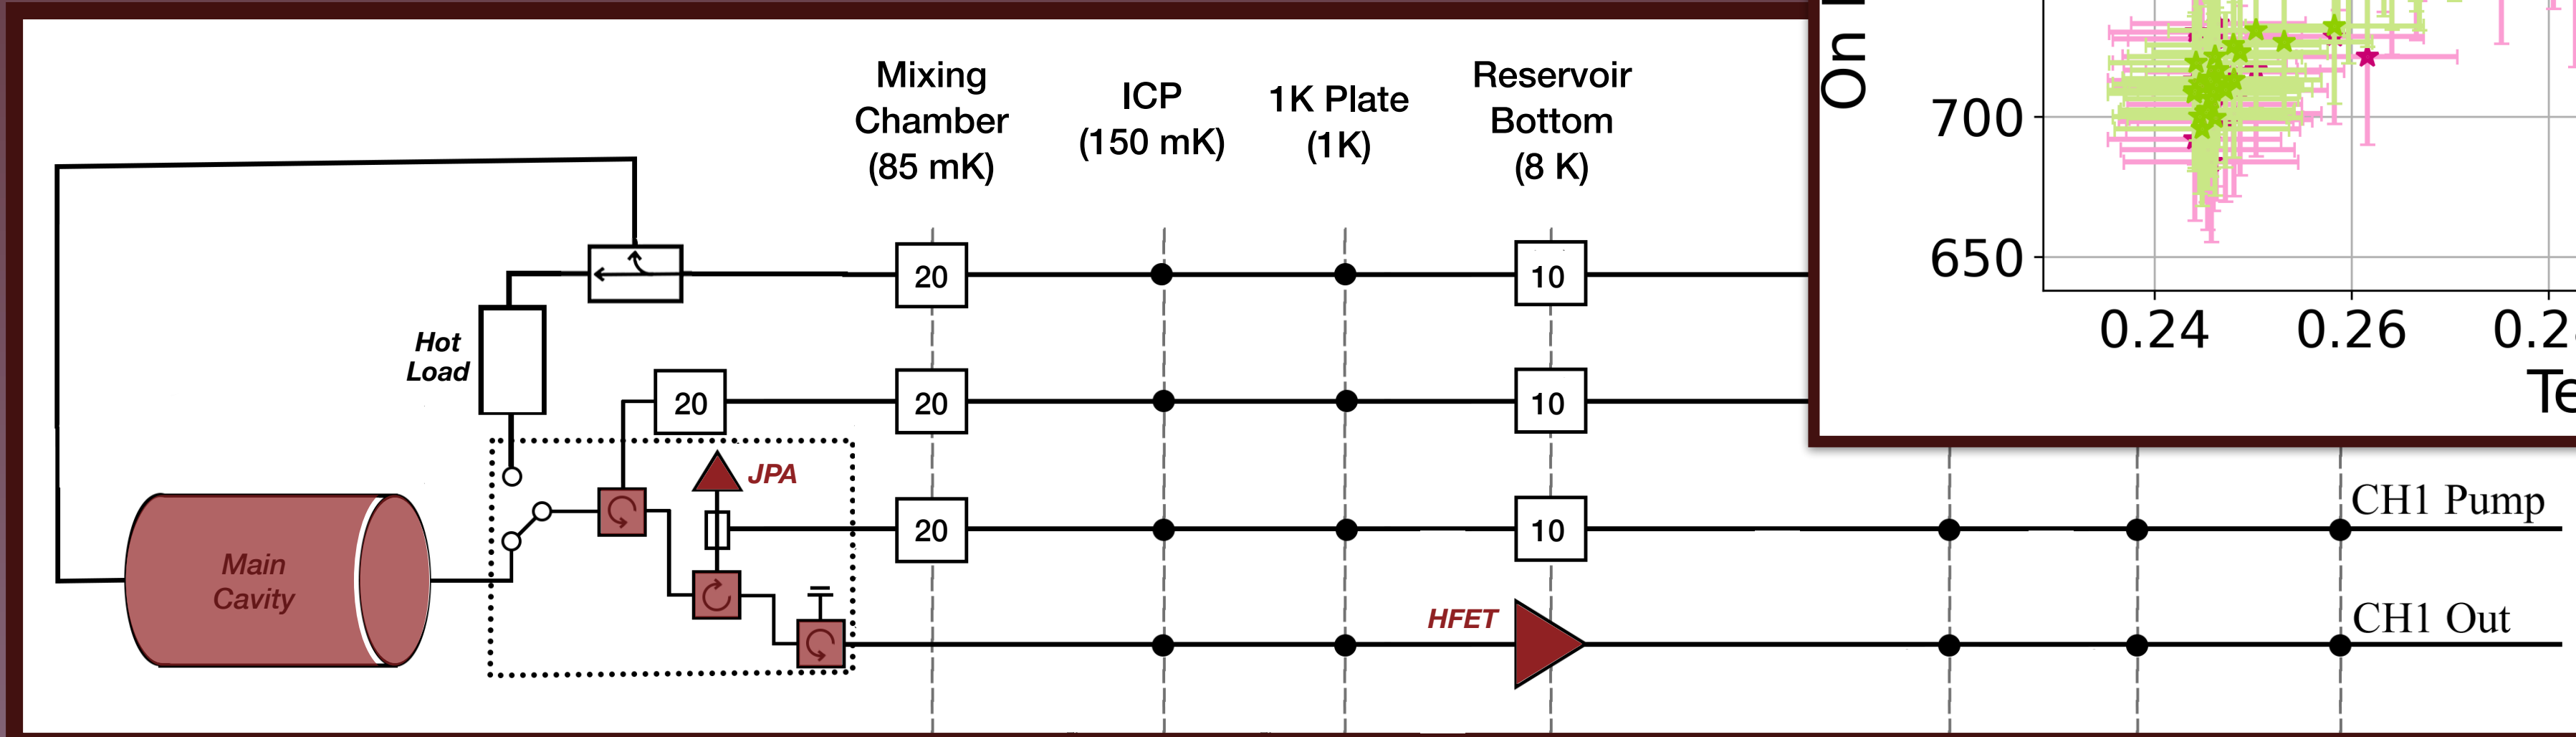 Mixing
Chamber
(85 mK)
ICP
(150 mK)
1K Plate
(1K)
Reservoir
Bottom
(8 K)
On
700
650
0.24
0.26
20
10
Hot
Load
20
20
10
JPA
20
10
CH1 Pump
Main
Cavity
HFET
CH1 Out